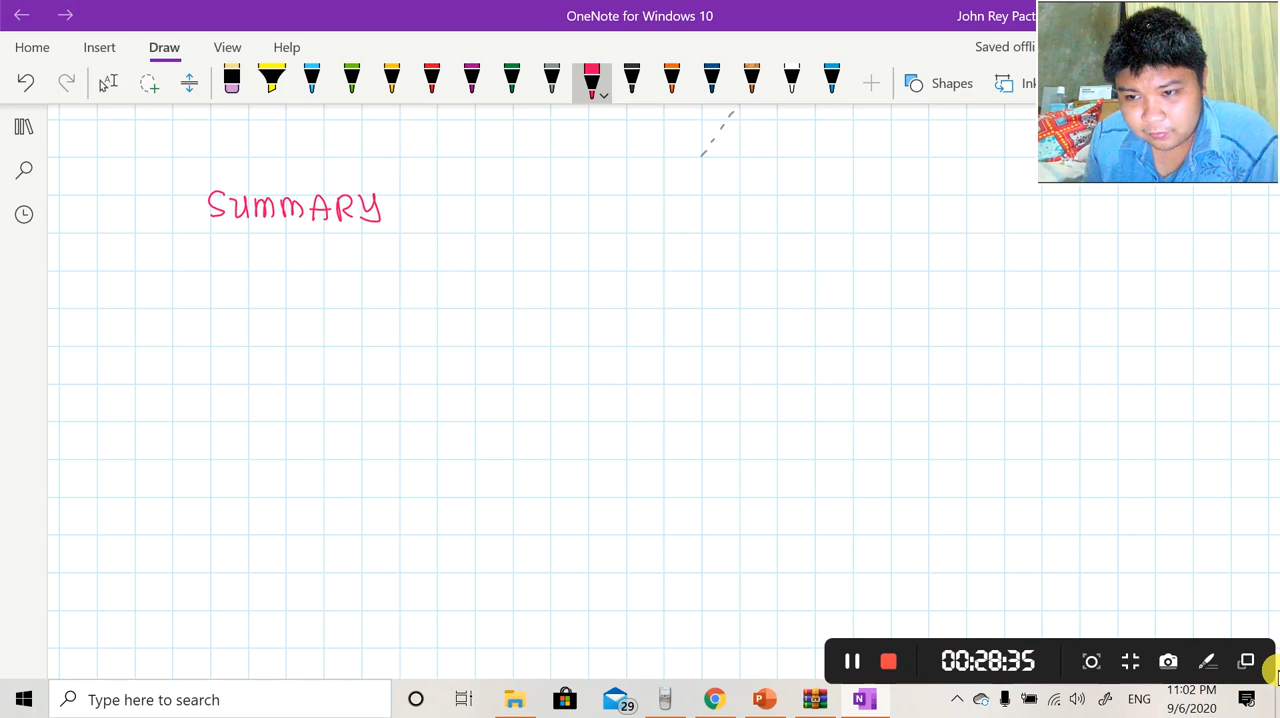 OneNote for Windows 10
John Rey Pact
Home
Insert
Draw
View
Help
Saved offli
Shapes
Ink
SUMMARY
00:28:35
Type here to search
29
ENG
11:02 PM
9/6/2020